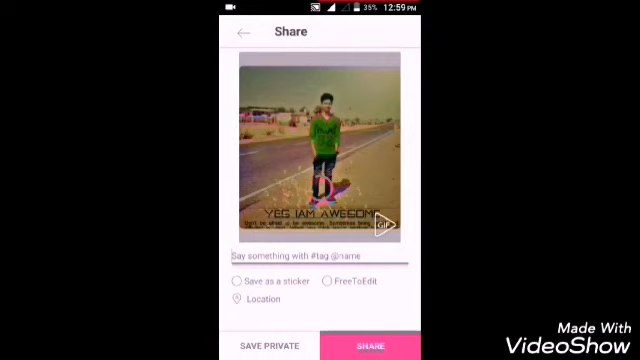 35% 12:59 PM
Share
YES IAM AWESOME
GIF
Say something with #tag @name
Save as a sticker FreeToEdit
Location
SAVE PRIVATE SHARE
Made With
VideoShow